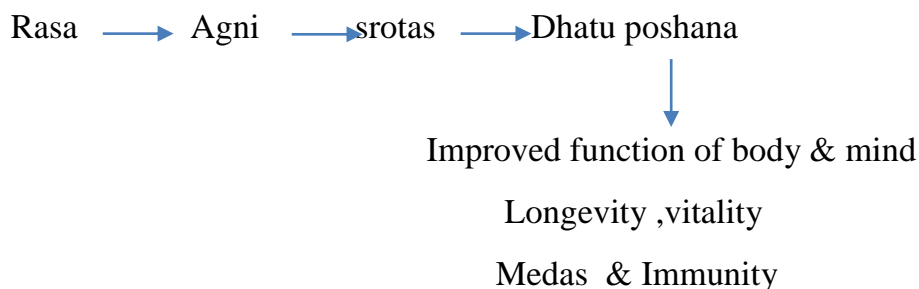 Rasa Agni srotas Dhatu poshana
Improved function of body & mind
Longevity ,vitality
Medas & Immunity